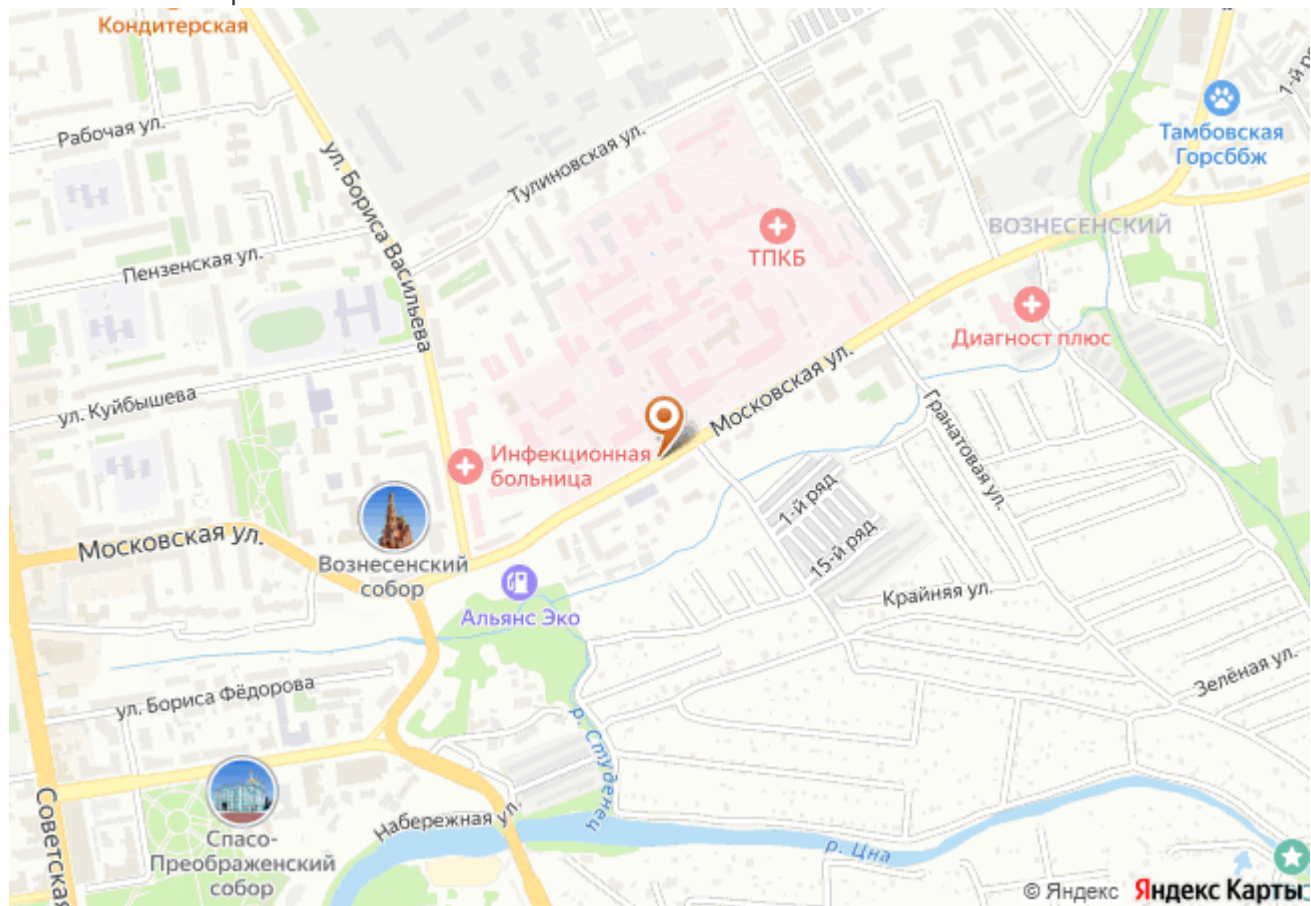 Кондитерская
Рабочая ул.
ул. Бориса Васильева
Тулиновская ул.
Тамбовская
Горсббж
ВОЗНЕСЕНСКИЙ
ТПКБ
Пензенская ул.
Диагност плюс
ул. Куйбышева
Московская ул.
Гранатовая ул.
Инфекционная
больница
1-й ряд
15-й ряд
Московская ул.
Вознесенский
собор
Альянс Эко
Крайняя ул.
Зелёная ул.
ул. Бориса Фёдорова
р. Студенец
Набережная ул.
Советская
Спасо-
Преображенский
собор
р. Цна
© Яндекс Яндекс Карты